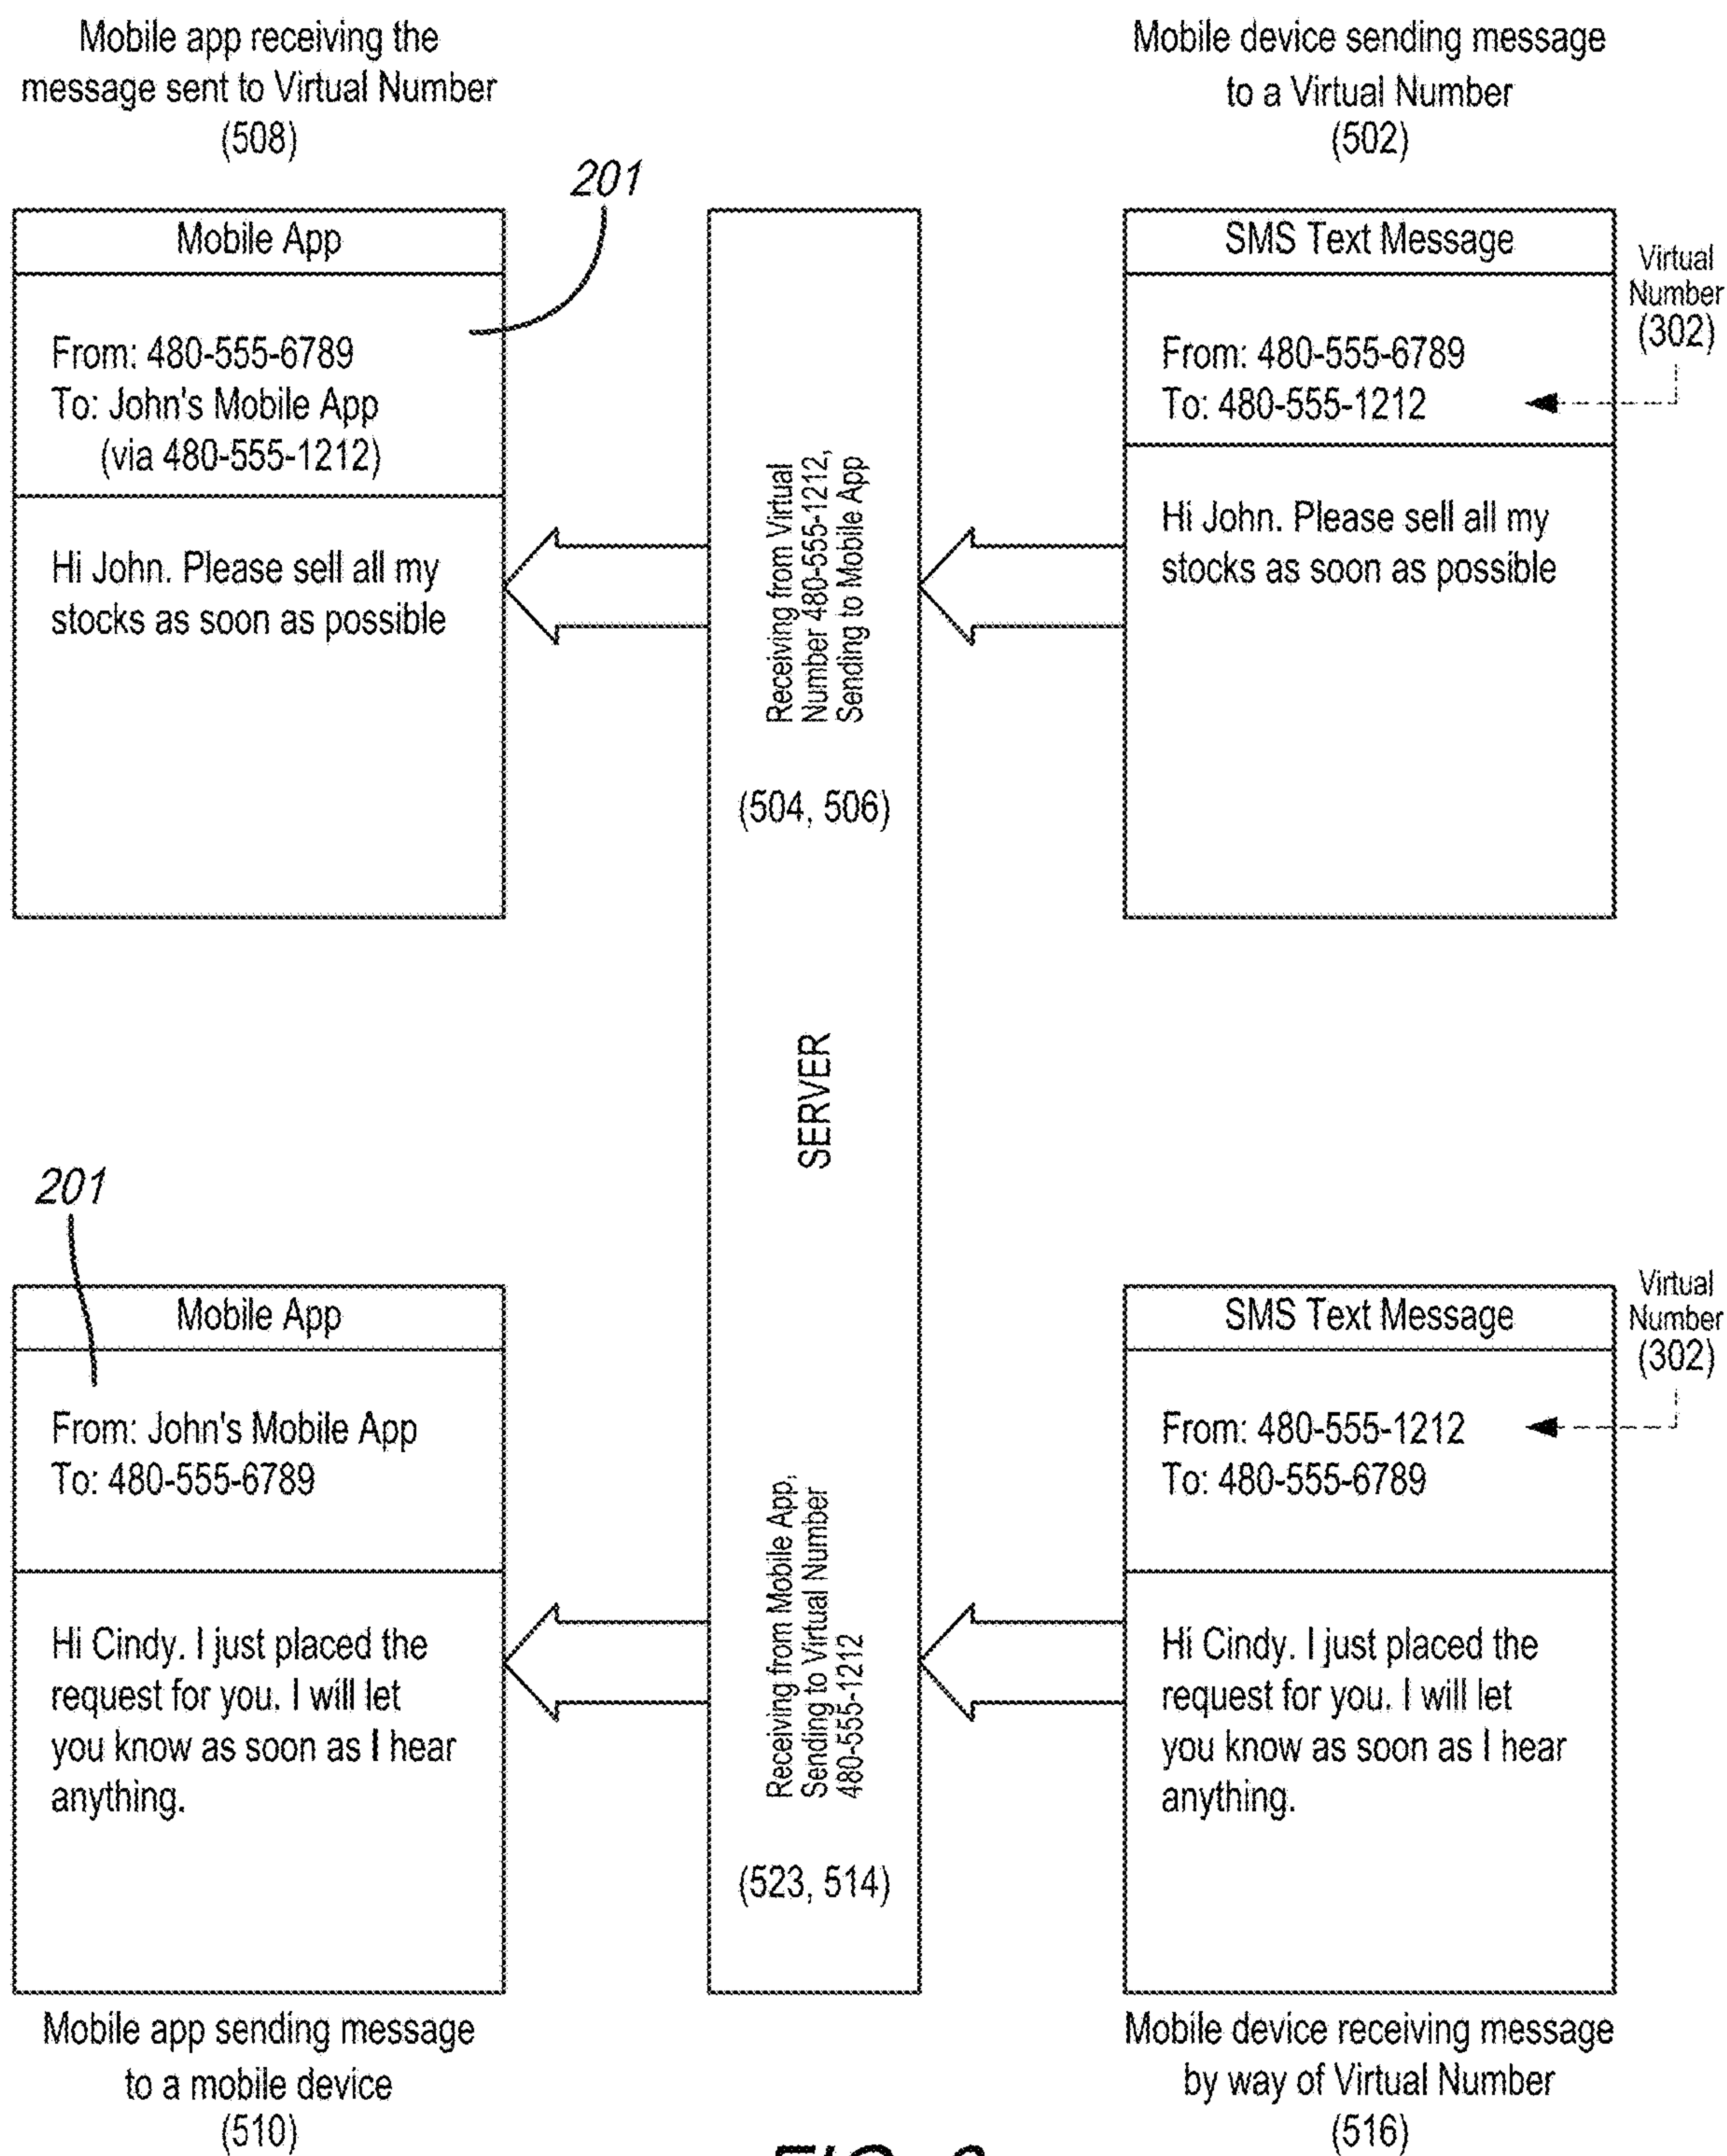 Mobile app receiving the
message sent to Virtual Number
(508)
Mobile device sending message
to a Virtual Number
(502)
201
Mobile App
From: 480-555-6789
To: John's Mobile App
(via 480-555-1212)
Hi John. Please sell all my
stocks as soon as possible
Receiving from Virtual
Number 480-555-1212,
Sending to Mobile App
(504, 506)
SMS Text Message
From: 480-555-6789
To: 480-555-1212
Hi John. Please sell all my
stocks as soon as possible
Virtual
Number
(302)
SERVER
201
Mobile App
From: John's Mobile App
To: 480-555-6789
Hi Cindy. I just placed the
request for you. I will let
you know as soon as I hear
anything.
Mobile app sending message
to a mobile device
(510)
Receiving from Mobile App,
Sending to Virtual Number
480-555-1212
(523, 514)
SMS Text Message
From: 480-555-1212
To: 480-555-6789
Hi Cindy. I just placed the
request for you. I will let
you know as soon as I hear
anything.
Virtual
Number
(302)
Mobile device receiving message
by way of Virtual Number
(516)